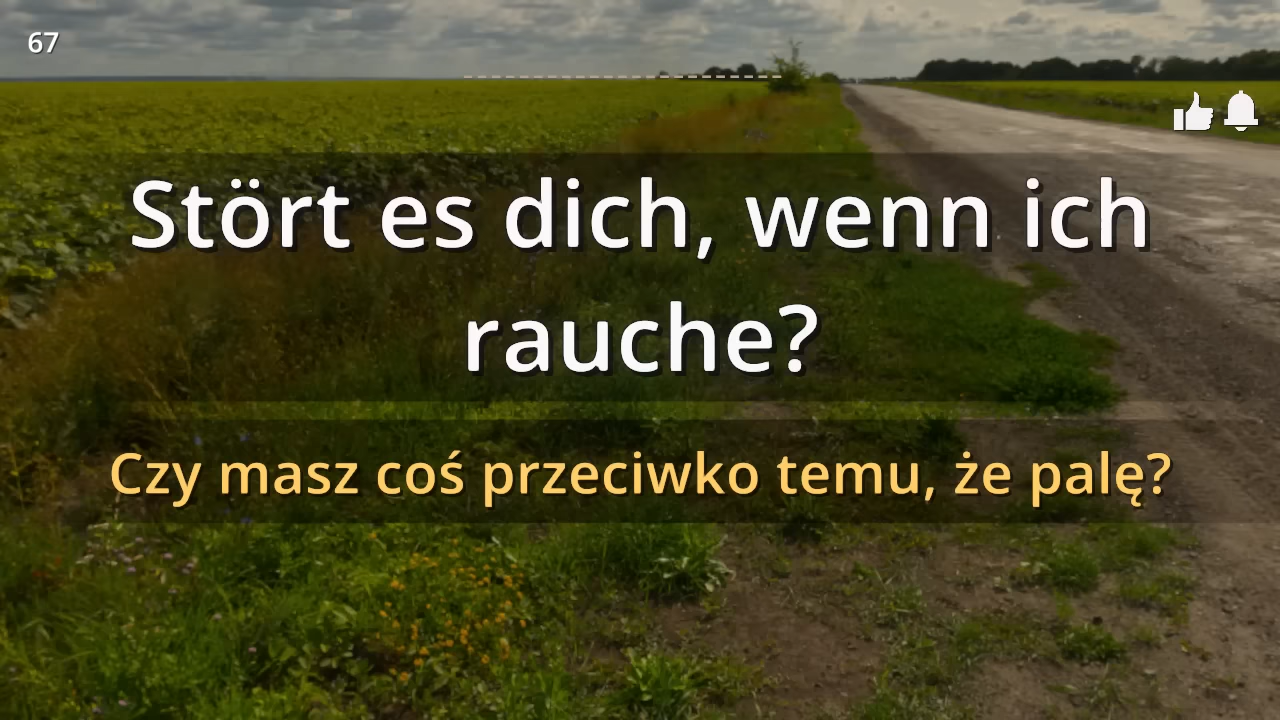 67
Stört es dich, wenn ich
rauche?
Czy masz coś przeciwko temu, że palę?